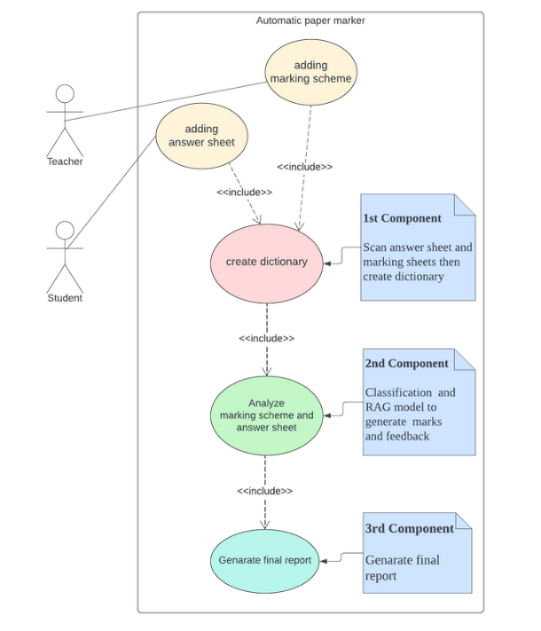 Automatic paper marker
adding
marking scheme
adding
answer sheet
Teacher
<<include>>
<<include>>
1st Component
Scan answer sheet and
marking sheets then
create dictionary
create dictionary
Student
<<include>>
2nd Component
Classification and
RAG model to
generate marks
and feedback
Analyze
marking scheme and
answer sheet
<<include>>
3rd Component
Genarate final
report
Genarate final report